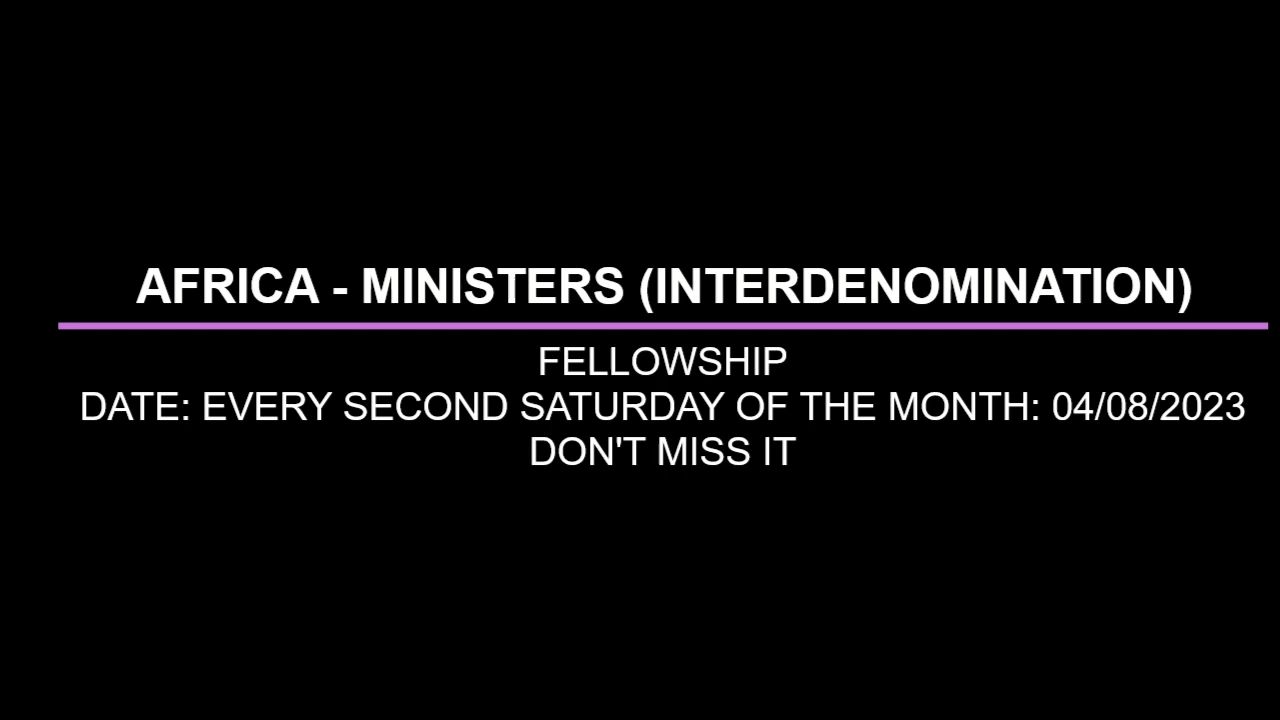 AFRICA - MINISTERS (INTERDENOMINATION)
FELLOWSHIP
DATE: EVERY SECOND SATURDAY OF THE MONTH: 04/08/2023
DON'T MISS IT